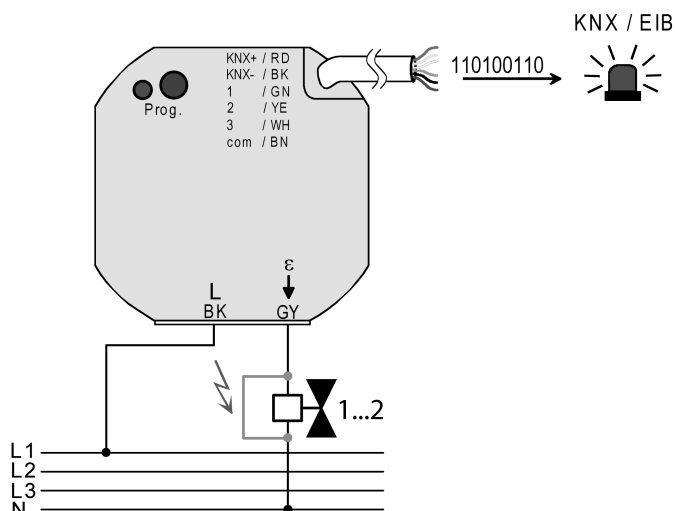 KNX / EIB
KNX+ / RD
KNX- / BK
1 / GN
2 / YE
3 / WH
com / BN
Prog.
110100110
ε
L
BK GY
1...2
L1
L2
L3
N